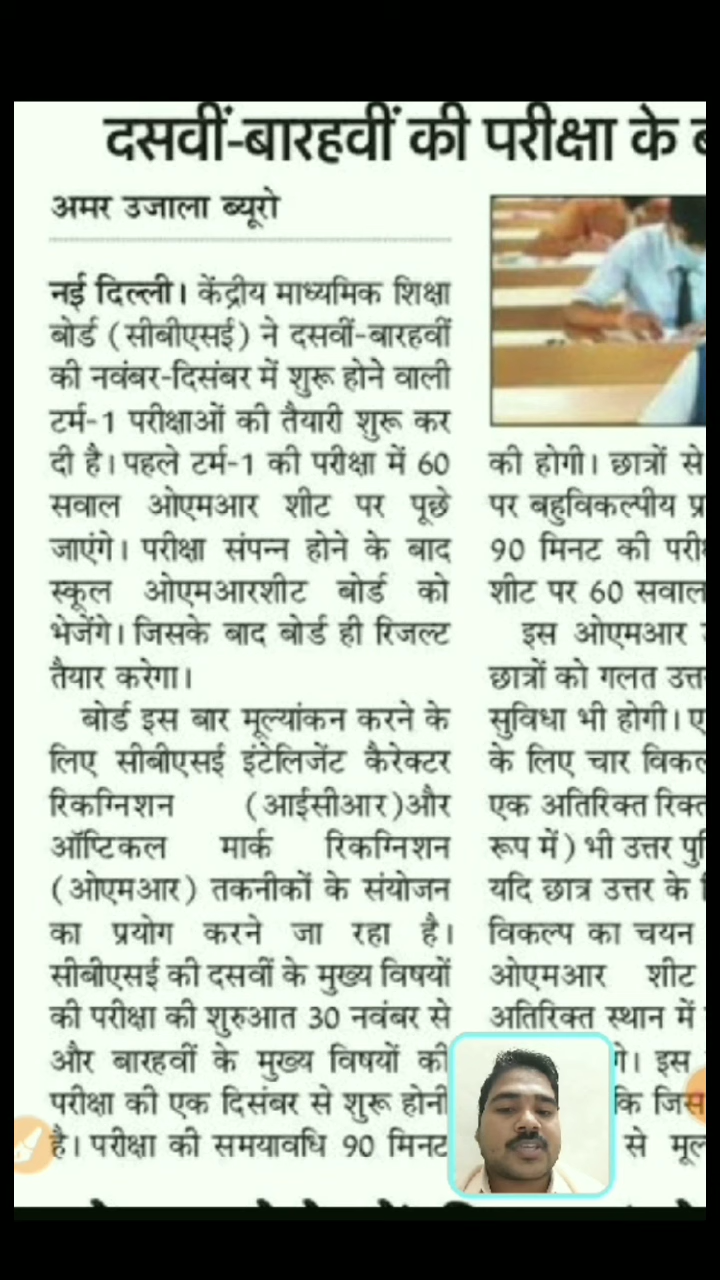 दसवीं-बारहवीं की परीक्षा के
अमर उजाला ब्यूरो
नई दिल्ली। केंद्रीय माध्यमिक शिक्षा
बोर्ड (सीबीएसई) ने दसवीं-बारहवीं
की नवंबर-दिसंबर में शुरू होने वाली
टर्म-1 परीक्षाओं की तैयारी शुरू कर
दी है। पहले टर्म-1 की परीक्षा में 60
सवाल ओएमआर शीट पर पूछे
जाएंगे। परीक्षा संपन्न होने के बाद
स्कूल ओएमआरशीट बोर्ड को
भेजेंगे। जिसके बाद बोर्ड ही रिजल्ट
तैयार करेगा।
बोर्ड इस बार मूल्यांकन करने के
लिए सीबीएसई इंटेलिजेंट कैरेक्टर
रिकग्निशन (आईसीआर)और
ऑप्टिकल मार्क रिकग्निशन
(ओएमआर) तकनीकों के संयोजन
का प्रयोग करने जा रहा है।
सीबीएसई की दसवीं के मुख्य विषयों
की परीक्षा की शुरुआत 30 नवंबर से
और बारहवीं के मुख्य विषयों की
परीक्षा की एक दिसंबर से शुरू होनी
है। परीक्षा की समयावधि 90 मिनट
की होगी। छात्रों से
पर बहुविकल्पीय
90 मिनट की
शीट पर 60 सवाल
इस ओएमआर
छात्रों को गलत
सुविधा भी होगी।
के लिए चार
एक अतिरिक्त
रूप में) भी उत्तर
यदि छात्र उत्तर के
विकल्प का चयन
ओएमआर शीट
अतिरिक्त स्थान में
इस
कि
से